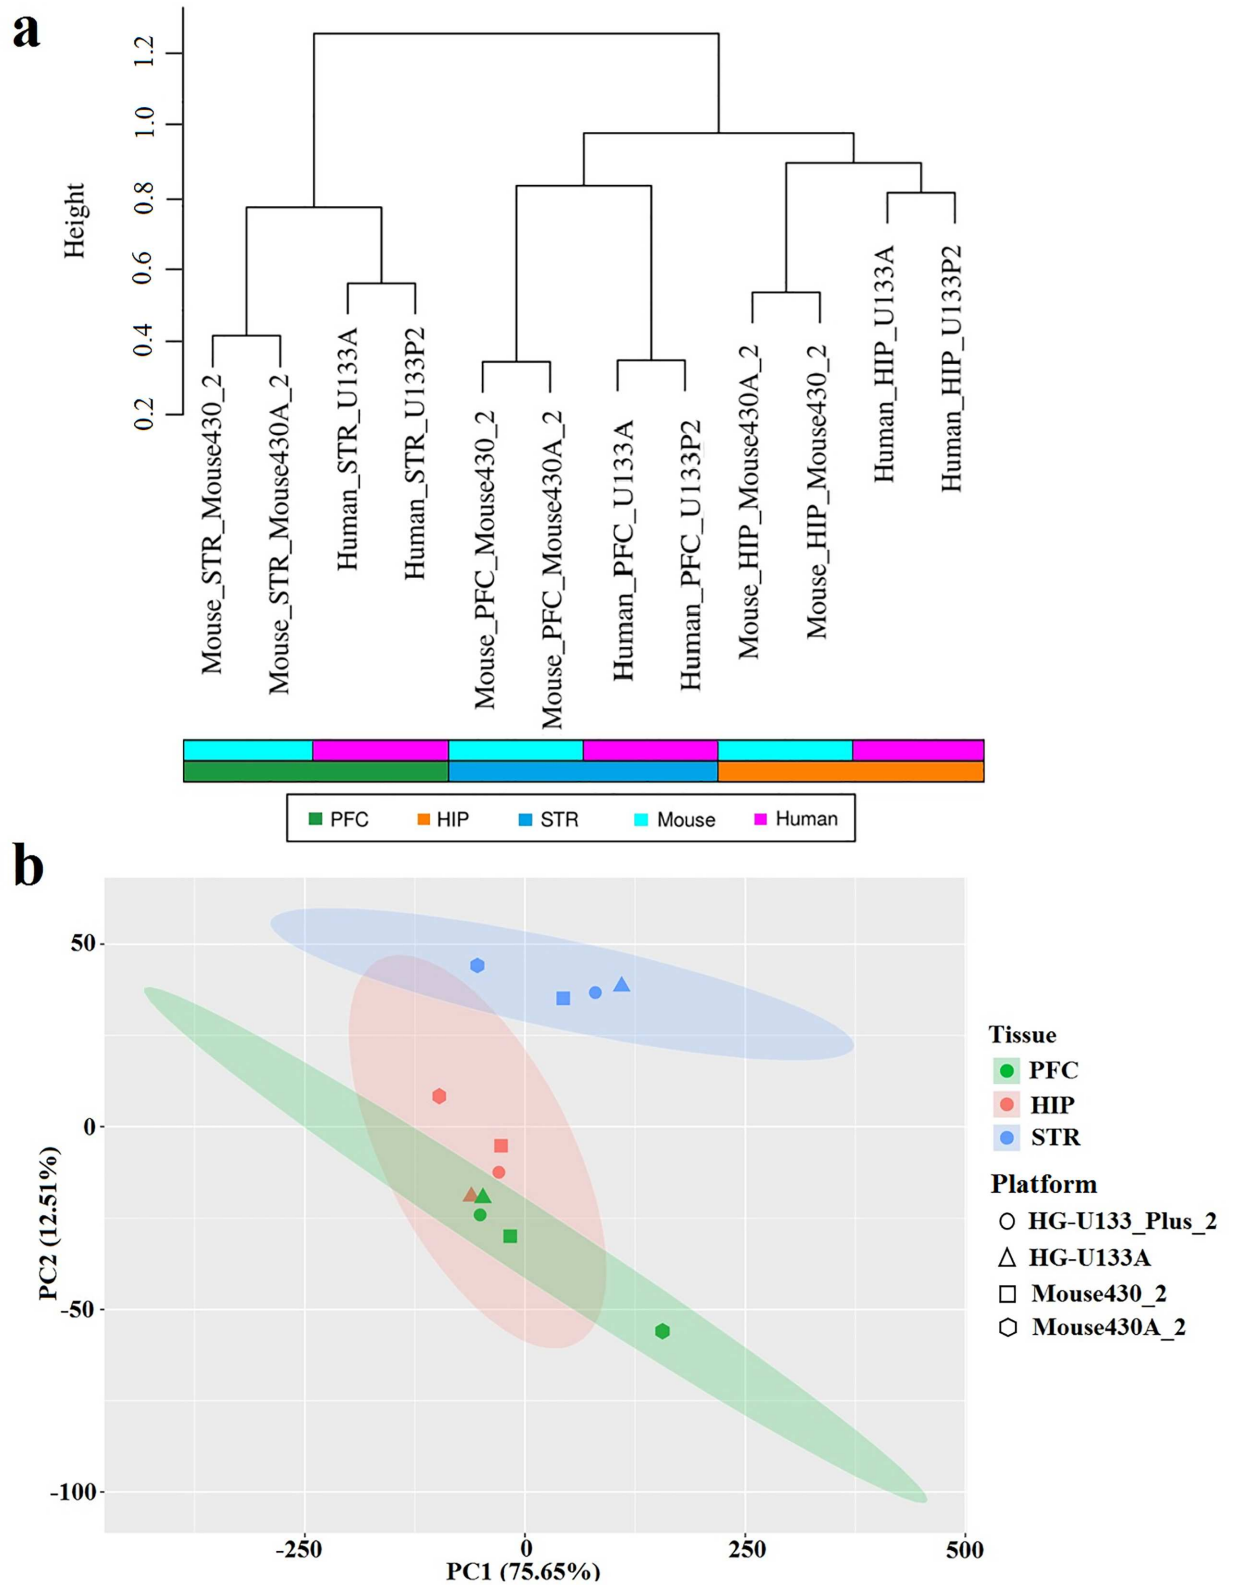 a
Height
1.2
1.0
0.8
0.6
0.4
0.2
Mouse_STR_Mouse430_2
Mouse_STR_Mouse430A_2
Human_STR_U133A
Human_STR_U133P2
Mouse_PFC_Mouse430_2
Mouse_PFC_Mouse430A_2
Human_PFC_U133A
Human_PFC_U133P2
Mouse_HIP_Mouse430A_2
Mouse_HIP_Mouse430_2
Human_HIP_U133A
Human_HIP_U133P2
PFC HIP STR Mouse Human
b
PC2 (12.51%)
50
0
-50
-100
-250 0 250 500
PC1 (75.65%)
Tissue
PFC
HIP
STR
Platform
HG-U133_Plus_2
HG-U133A
Mouse430_2
Mouse430A_2